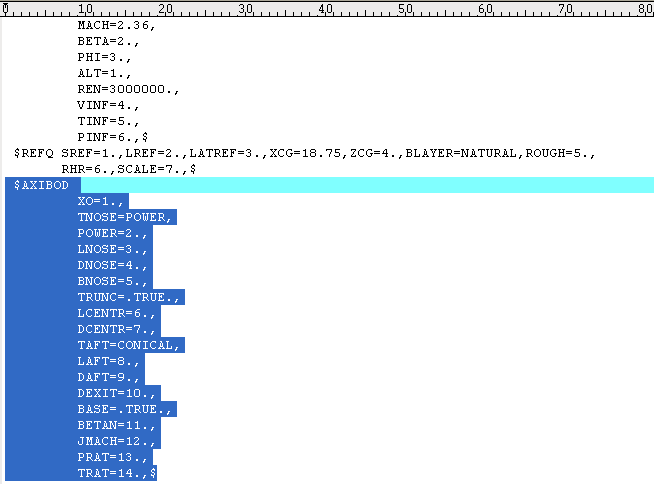 0 10 20 30 40 50 60 70 80
MACH=2.36,
BETA=2.,
PHI=3.,
ALT=1.,
REN=3000000.,
VINF=4.,
TINF=5.,
PINF=6.,$
$REFQ SREF=1.,LREF=2.,LATREF=3.,XCG=18.75,ZCG=4.,BLAYER=NATURAL,ROUGH=5.,
RHR=6.,SCALE=7.,$
$AXIBOD
XO=1.,
TNOSE=POWER,
POWER=2.,
LNOSE=3.,
DNOSE=4.,
BNOSE=5.,
TRUNC=.TRUE.,
LCENTR=6.,
DCENTR=7.,
TAFT=CONICAL,
LAFT=8.,
DAFT=9.,
DEXIT=10.,
BASE=.TRUE.,
BETAN=11.,
JMACH=12.,
PRAT=13.,
TRAT=14.,$